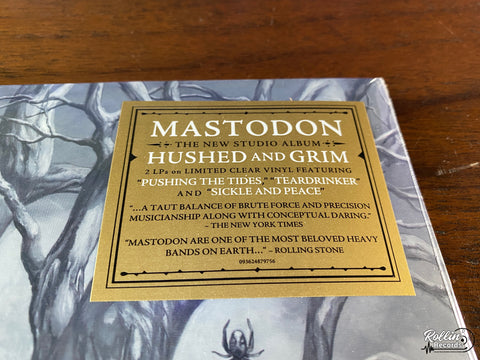 MASTODON
THE NEW STUDIO ALBUM
HUSHED AND GRIM
2 LPs on LIMITED CLEAR VINYL FEATURING
"PUSHING THE TIDES," "TEARDRINKER"
AND "SICKLE AND PEACE"
"...A TAUT BALANCE OF BRUTE FORCE AND PRECISION
MUSICIANSHIP ALONG WITH CONCEPTUAL DARING."
– THE NEW YORK TIMES
"MASTODON ARE ONE OF THE MOST BELOVED HEAVY
BANDS ON EARTH..." – ROLLING STONE
093624879756
Rollin'
Records